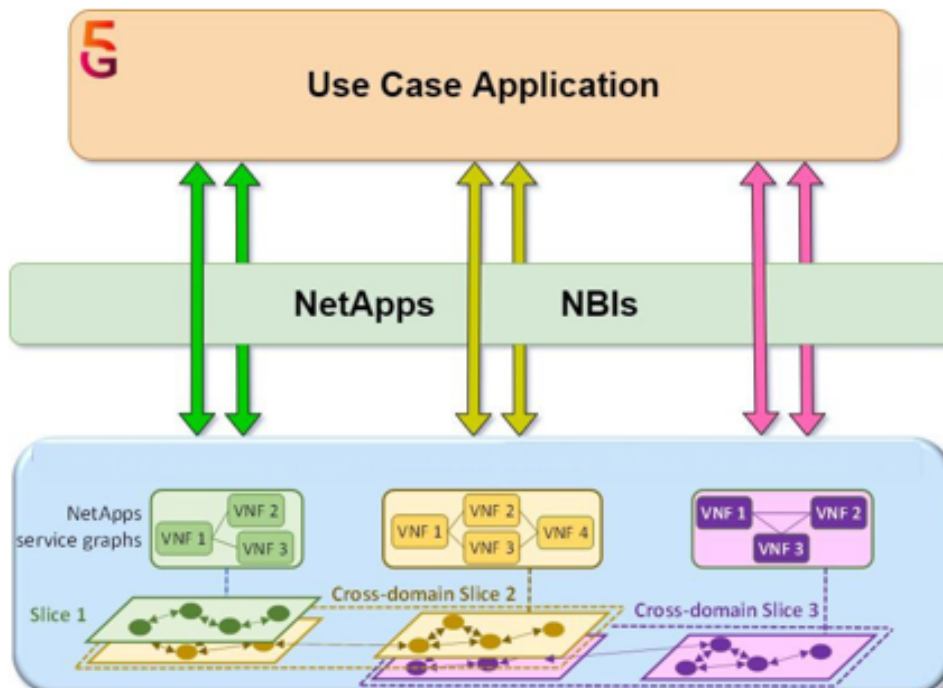 5G
Use Case Application
NetApps NBIs
NetApps
service graphs
VNF 1
VNF 2
VNF 3
VNF 1
VNF 2
VNF 3
VNF 4
VNF 1
VNF 2
VNF 3
Slice 1
Cross-domain Slice 2
Cross-domain Slice 3